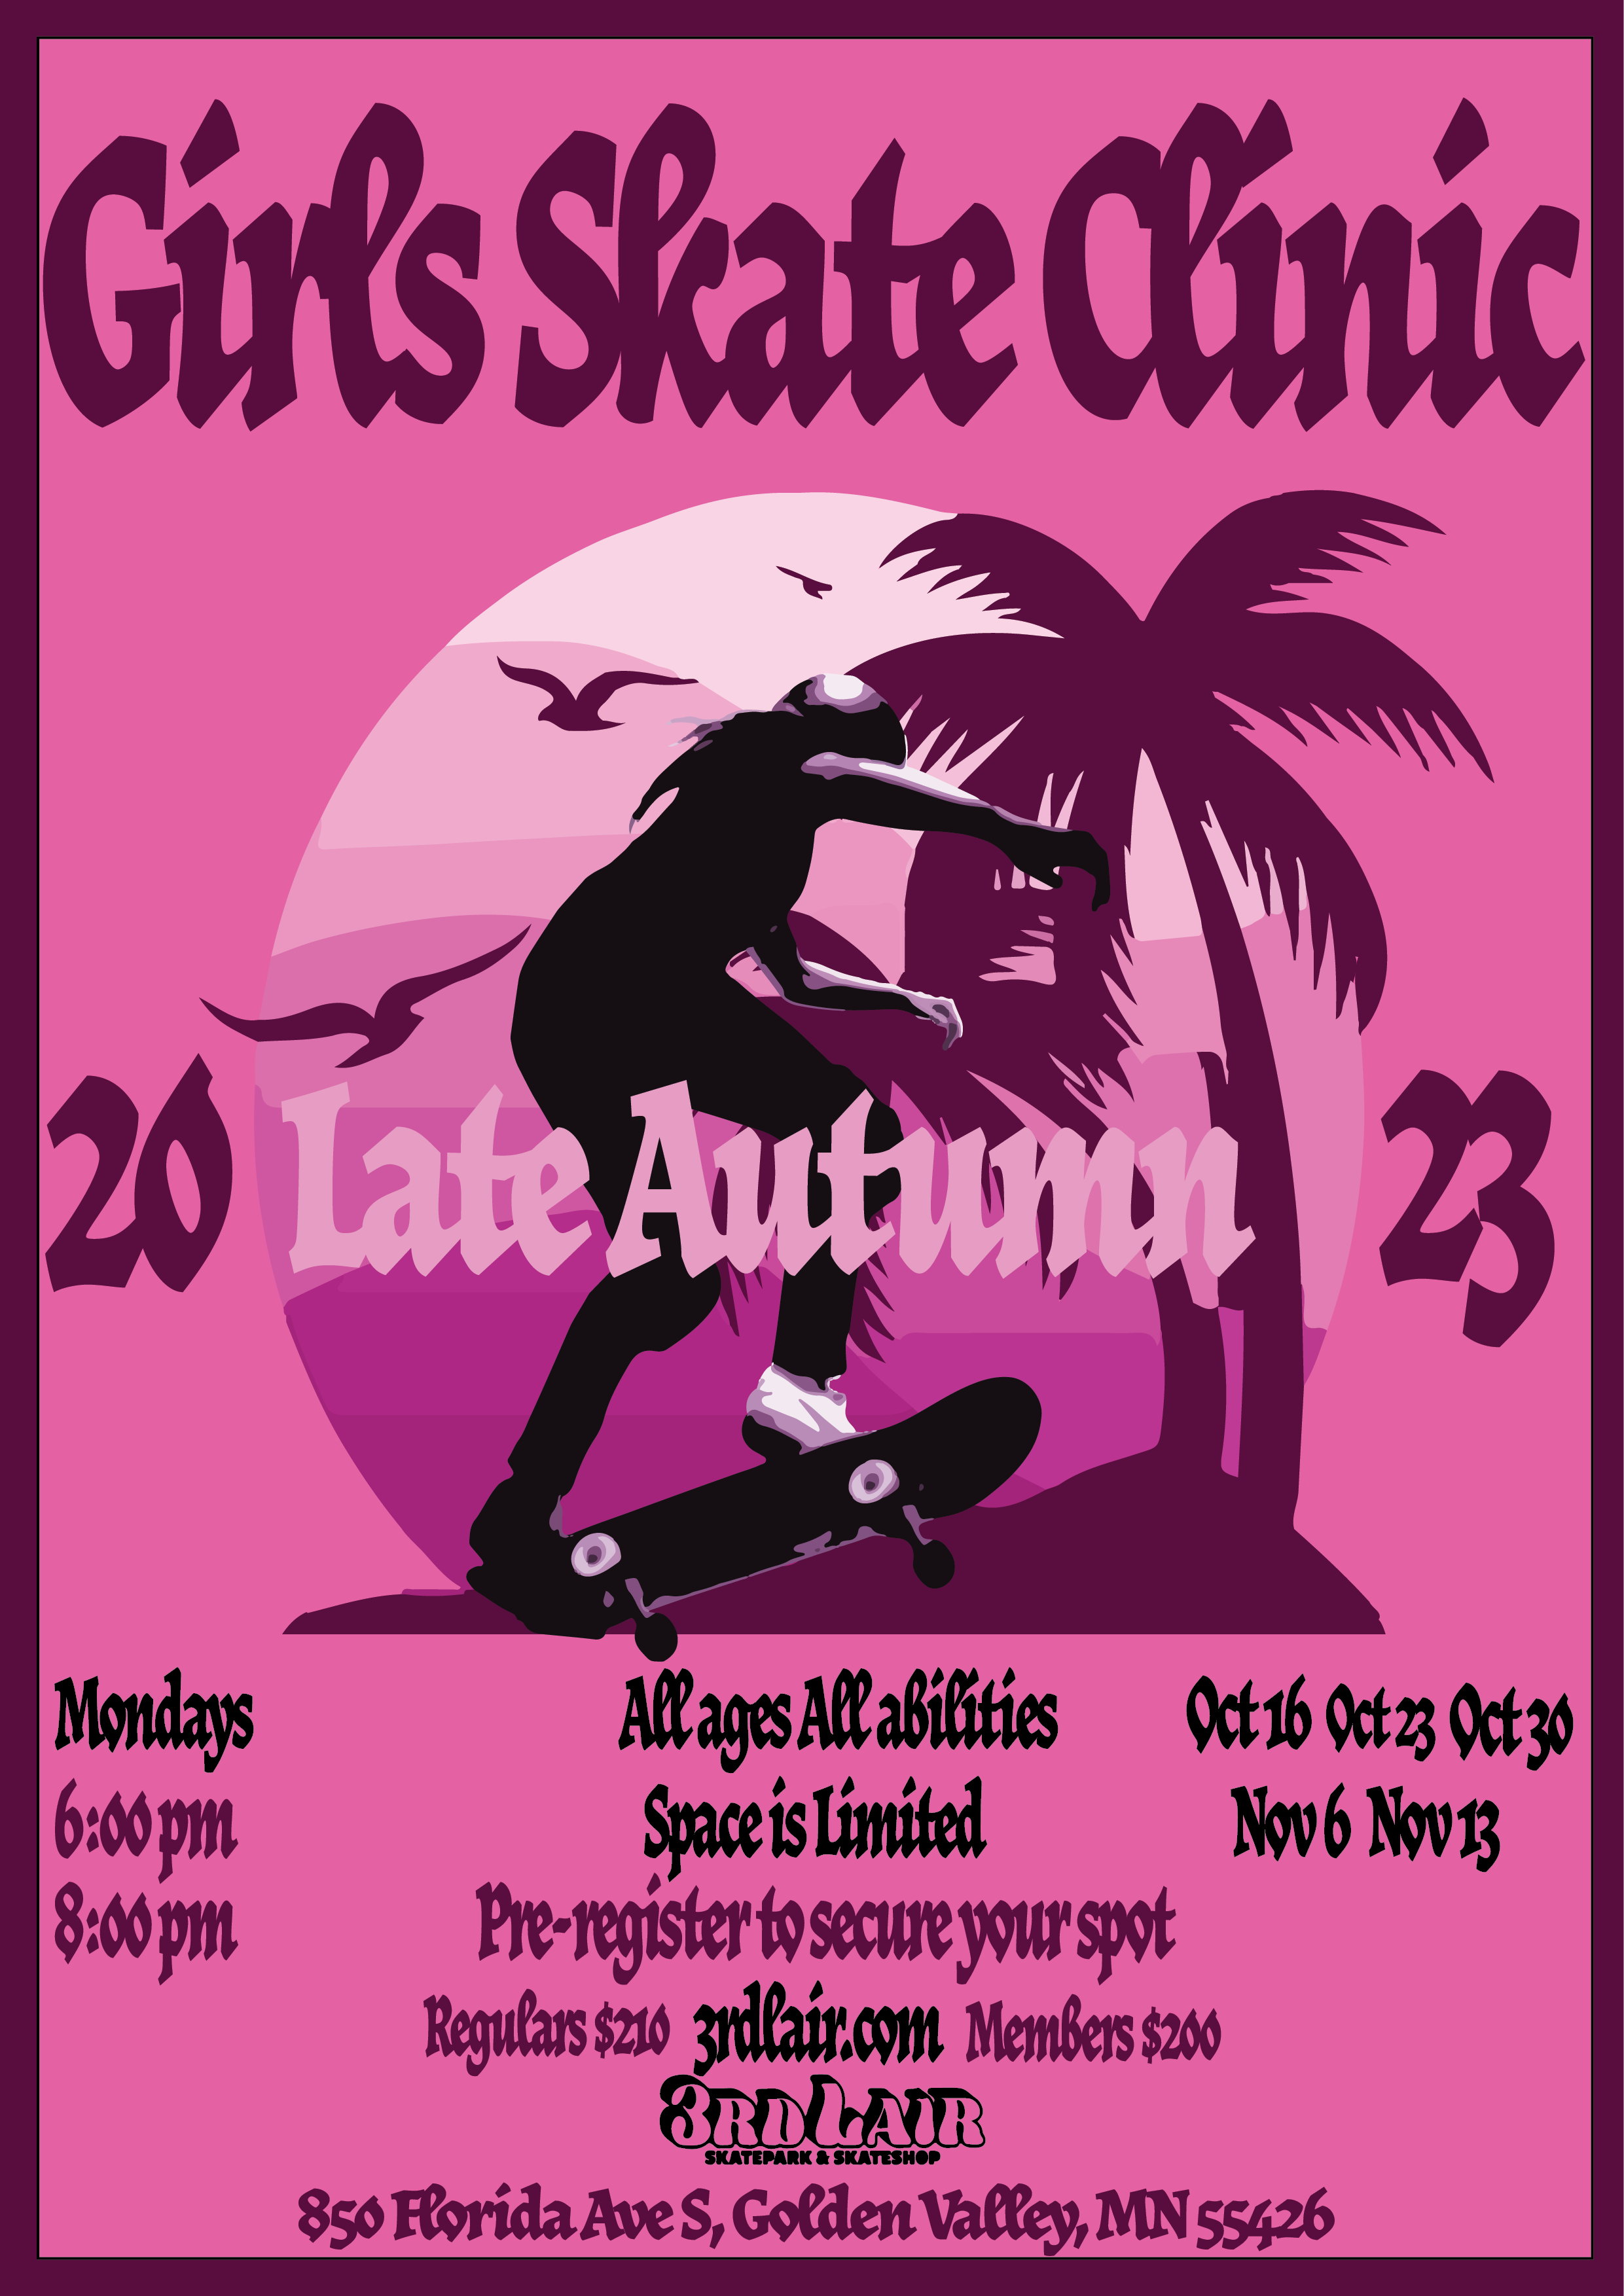 Girls Skate Clinic
20 Late Autumn 23
Mondays
6:00 pm
8:00 pm
All ages All abilities
Space is Limited
Oct 16 Oct 23 Oct 30
Nov 6 Nov 13
Pre-register to secure your spot
Regulars $210 3rdlair.com Members $200
3RD LAIR
SKATEPARK & SKATESHOP
850 Florida Ave S, Golden Valley, MN 55426